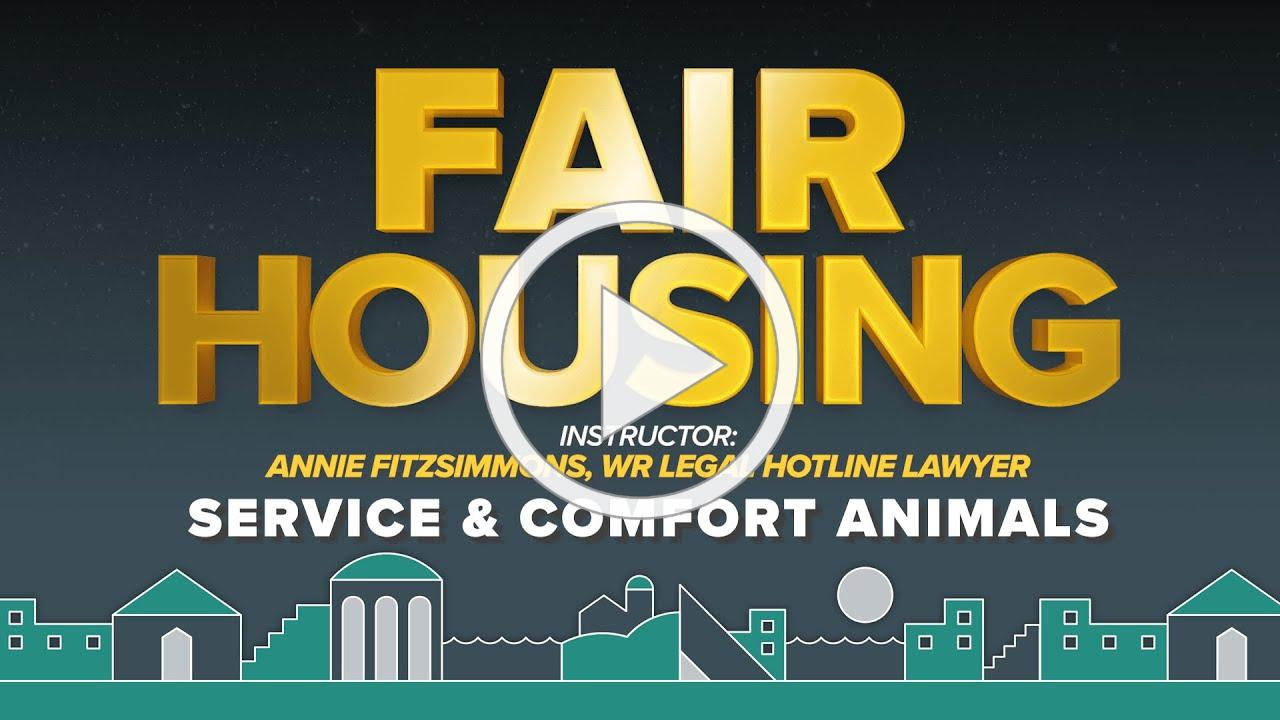 FAIR
HOUSING
INSTRUCTOR:
ANNIE FITZSIMMONS, WR LEGAL HOTLINE LAWYER
SERVICE & COMFORT ANIMALS